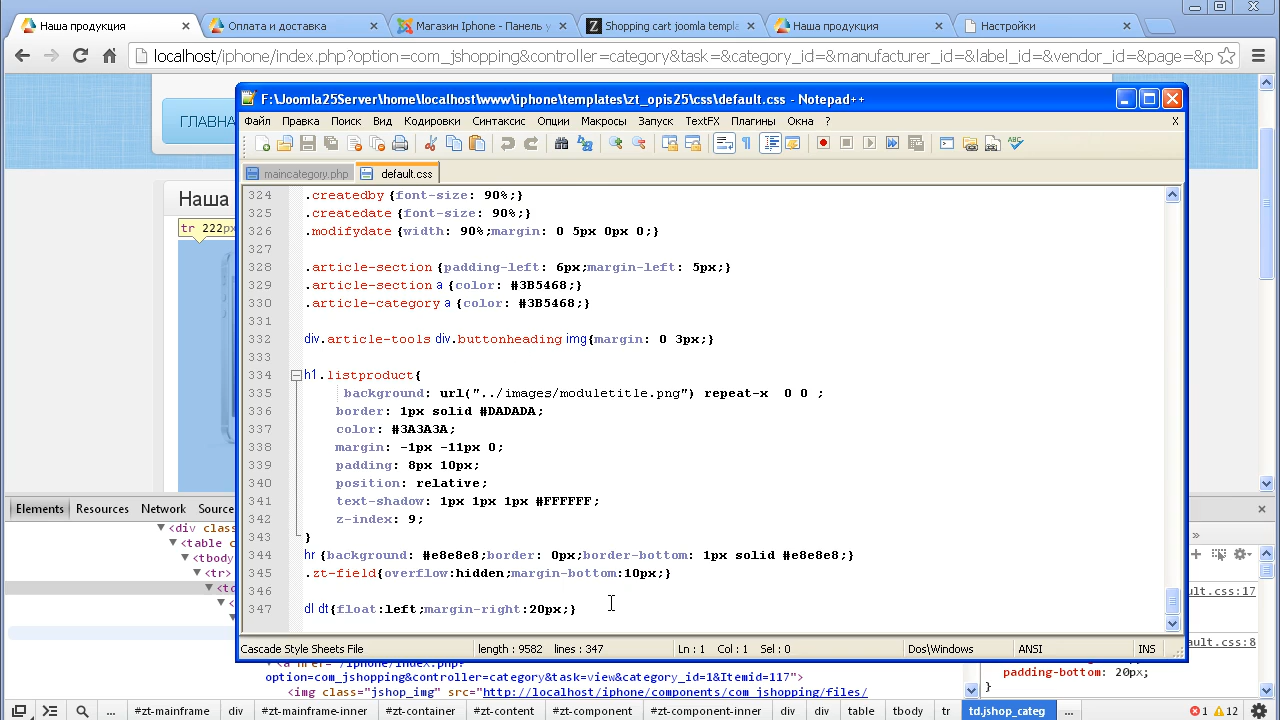 Наша продукция
Оплата и доставка
Магазин Iphone - Панель у
Shopping cart joomla templ
Наша продукция
Настройки
localhost/iphone/index.php?option=com_jshopping&controller=category&task=&category_id=&manufacturer_id=&label_id=&vendor_id=&page=&p
ГЛАВНА
Наша
tr 222px
F:\Joomla25Server\home\localhost\www\iphone\templates\zt_opis25\css\default.css - Notepad++
Файл Правка Поиск Вид Кодировки Синтаксис Опции Макросы Запуск TextFX Плагины Окна ? X
maincategory.php default.css
324 .createdby {font-size: 90%;}
325 .createdate {font-size: 90%;}
326 .modifydate {width: 90%;margin: 0 5px 0px 0;}
327
328 .article-section {padding-left: 6px;margin-left: 5px;}
329 .article-section a {color: #3B5468;}
330 .article-category a {color: #3B5468;}
331
332 div.article-tools div.buttonheading img{margin: 0 3px;}
333
334 h1.listproduct{
335 background: url("../images/moduletitle.png") repeat-x 0 0 ;
336 border: 1px solid #DADADA;
337 color: #3A3A3A;
338 margin: -1px -11px 0;
339 padding: 8px 10px;
340 position: relative;
341 text-shadow: 1px 1px 1px #FFFFFF;
342 z-index: 9;
343 }
344 hr {background: #e8e8e8;border: 0px;border-bottom: 1px solid #e8e8e8;}
345 .zt-field{overflow:hidden;margin-bottom:10px;}
346
347 dl dt{float:left;margin-right:20px;}
Cascade Style Sheets File length : 9582 lines : 347 Ln : 1 Col : 1 Sel : 0 Dos\Windows ANSI INS
Elements Resources Network Source »
<div class
<table c
<tbody
<tr>
<td
<
<
ault.css:17
ault.css:8
<a href="/iphone/index.php?
option=com_jshopping&controller=category&task=view&category_id=1&Itemid=117">
<img class="jshop_img" src="http://localhost/iphone/components/com_jshopping/files/
padding-bottom: 20px;
}
... #zt-mainframe div #zt-mainframe-inner #zt-container #zt-content #zt-component #zt-component-inner div div table tbody tr td.jshop_categ ... 1 12